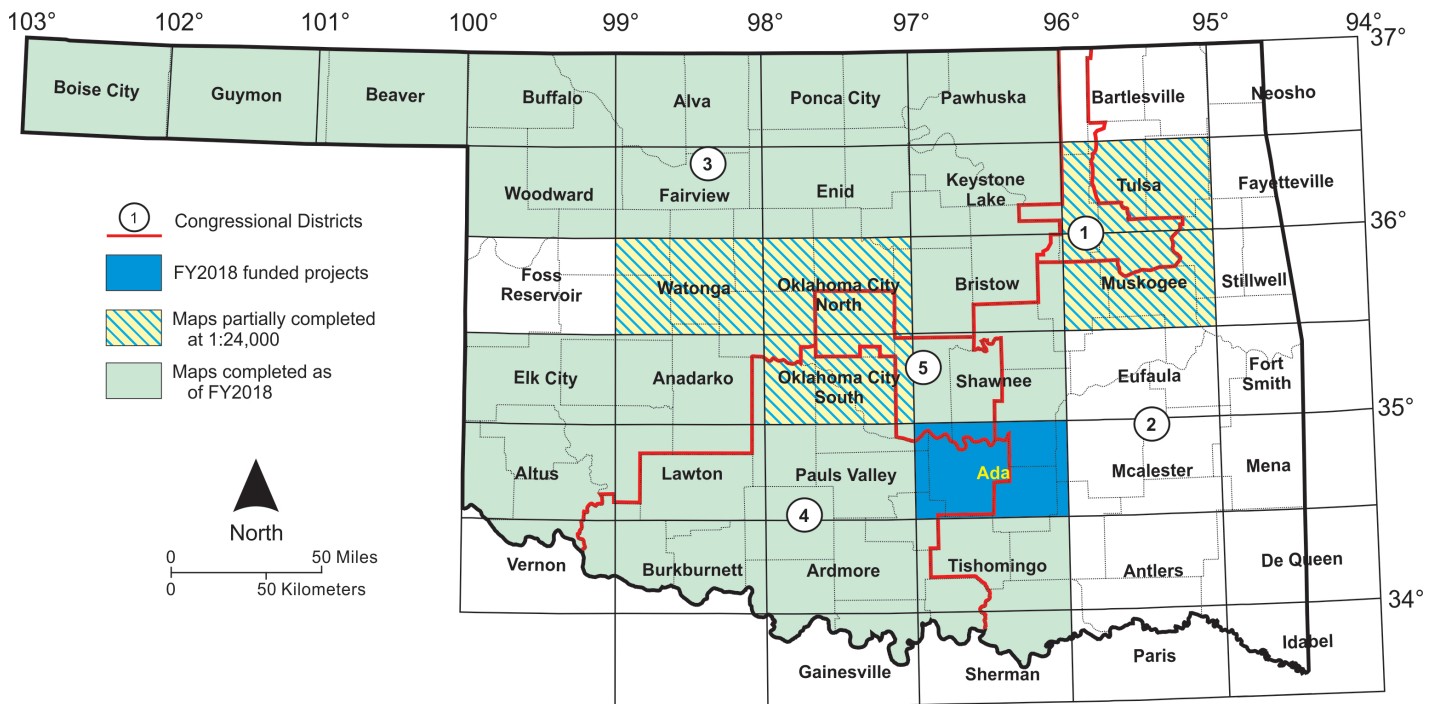 103° 102° 101° 100° 99° 98° 97° 96° 95° 94°
37°
Boise City Guymon Beaver Buffalo Alva Ponca City Pawhuska Bartlesville Neosho
3
Woodward Fairview Enid Keystone
Lake Tulsa Fayetteville
36°
1 Congressional Districts
1
FY2018 funded projects
Foss
Reservoir Watonga Oklahoma City
North Bristow Muskogee Stillwell
Maps partially completed
at 1:24,000
Maps completed as
of FY2018
Elk City Anadarko Oklahoma City
South 5 Shawnee Eufaula Fort
Smith
35°
2
Altus Lawton Pauls Valley Ada Mcalester Mena
4
North
0 50 Miles
0 50 Kilometers
Vernon Burkburnett Ardmore Tishomingo Antlers De Queen
34°
Gainesville Sherman Paris Idabel